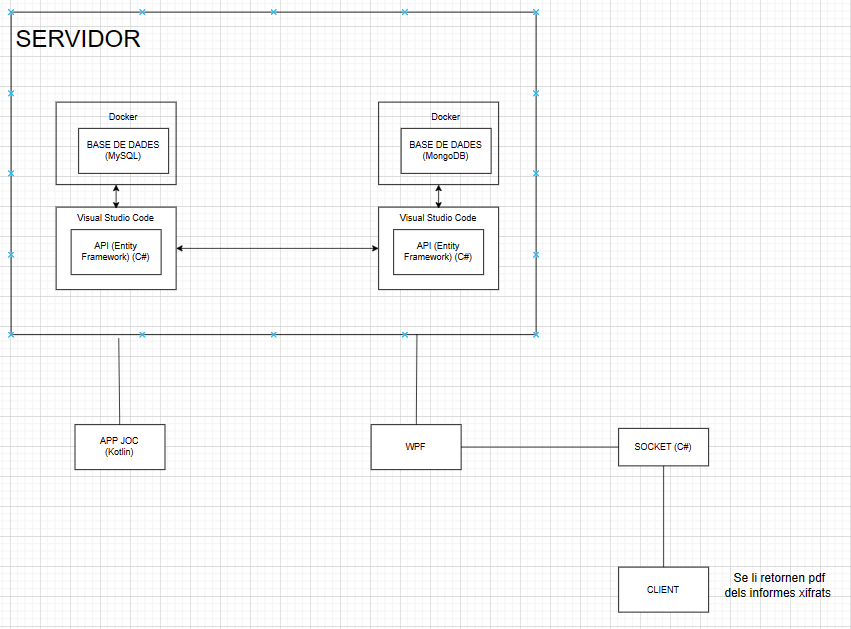 SERVIDOR
Docker
BASE DE DADES
(MySQL)
Docker
BASE DE DADES
(MongoDB)
Visual Studio Code
API (Entity
Framework) (C#)
Visual Studio Code
API (Entity
Framework) (C#)
APP JOC
(Kotlin)
WPF
SOCKET (C#)
CLIENT
Se li retornen pdf
dels informes xifrats